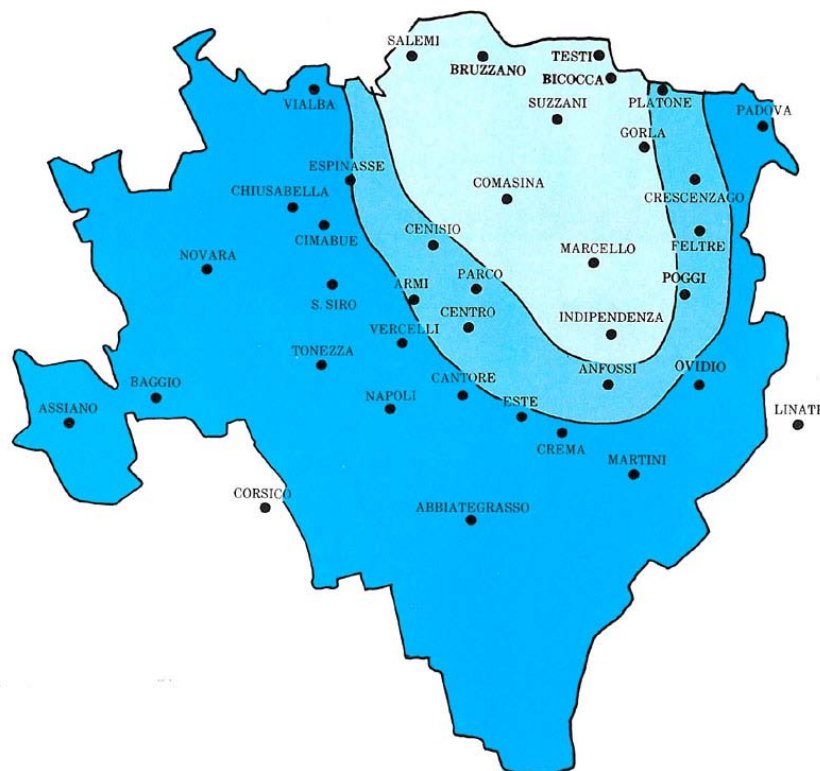 SALEMI
BRUZZANO
TESTI
BICOCCA
VIALBA
PLATONE
SUZZANI
PADOVA
GORLA
ESPINASSE
CHIUSABELLA
COMASINA
CRESCENZAGO
CIMABUE
CENISIO
FELTRE
NOVARA
MARCELLO
PARCO
POGGI
ARMI
S. SIRO
CENTRO
INDIPENDENZA
VERCELLI
TONEZZA
OVIDIO
BAGGIO
CANTORE
ANFOSSI
NAPOLI
ESTE
ASSIANO
LINATE
CREMA
MARTINI
CORSICO
ABBIATEGRASSO